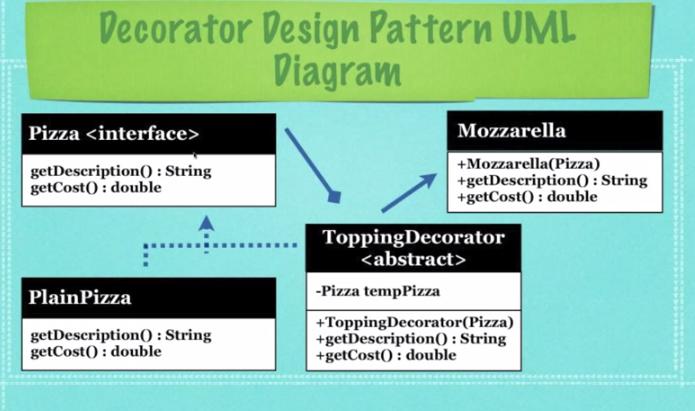 Decorator Design Pattern UML
Diagram
Pizza <interface>
getDescription() : String
getCost() : double
Mozzarella
+Mozzarella(Pizza)
+getDescription() : String
+getCost() : double
ToppingDecorator
<abstract>
-Pizza tempPizza
+ToppingDecorator(Pizza)
+getDescription() : String
+getCost() : double
PlainPizza
getDescription() : String
getCost() : double